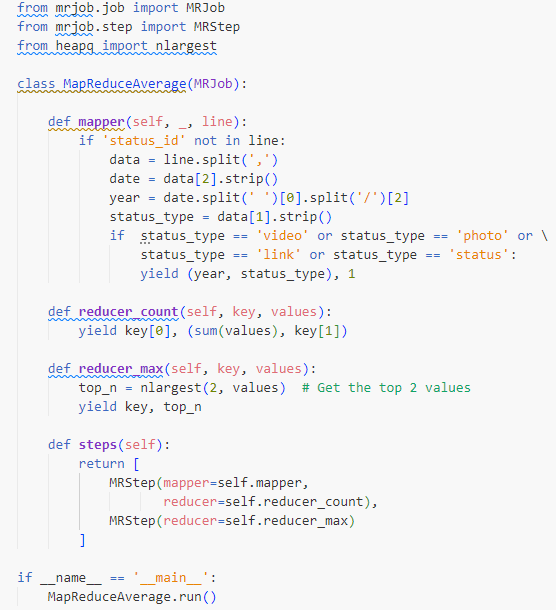 from mrjob.job import MRJob
from mrjob.step import MRStep
from heapq import nlargest

class MapReduceAverage(MRJob):

    def mapper(self, _, line):
        if 'status_id' not in line:
            data = line.split(',')
            date = data[2].strip()
            year = date.split(' ')[0].split('/')[2]
            status_type = data[1].strip()
            if  status_type == 'video' or status_type == 'photo' or \
                status_type == 'link' or status_type == 'status':
                yield (year, status_type), 1

    def reducer_count(self, key, values):
        yield key[0], (sum(values), key[1])

    def reducer_max(self, key, values):
        top_n = nlargest(2, values)  # Get the top 2 values
        yield key, top_n

    def steps(self):
        return [
            MRStep(mapper=self.mapper,
                   reducer=self.reducer_count),
            MRStep(reducer=self.reducer_max)
        ]

if __name__ == '__main__':
    MapReduceAverage.run()